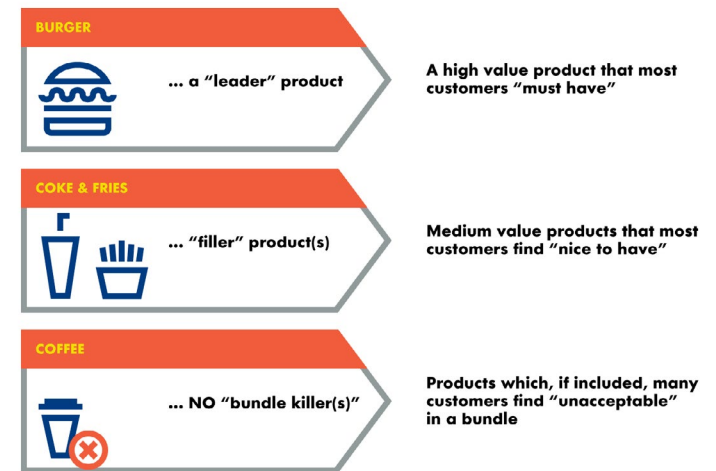 BURGER
... a “leader” product
A high value product that most
customers “must have”
COKE & FRIES
... “filler” product(s)
Medium value products that most
customers find “nice to have”
COFFEE
... NO “bundle killer(s)”
Products which, if included, many
customers find “unacceptable”
in a bundle